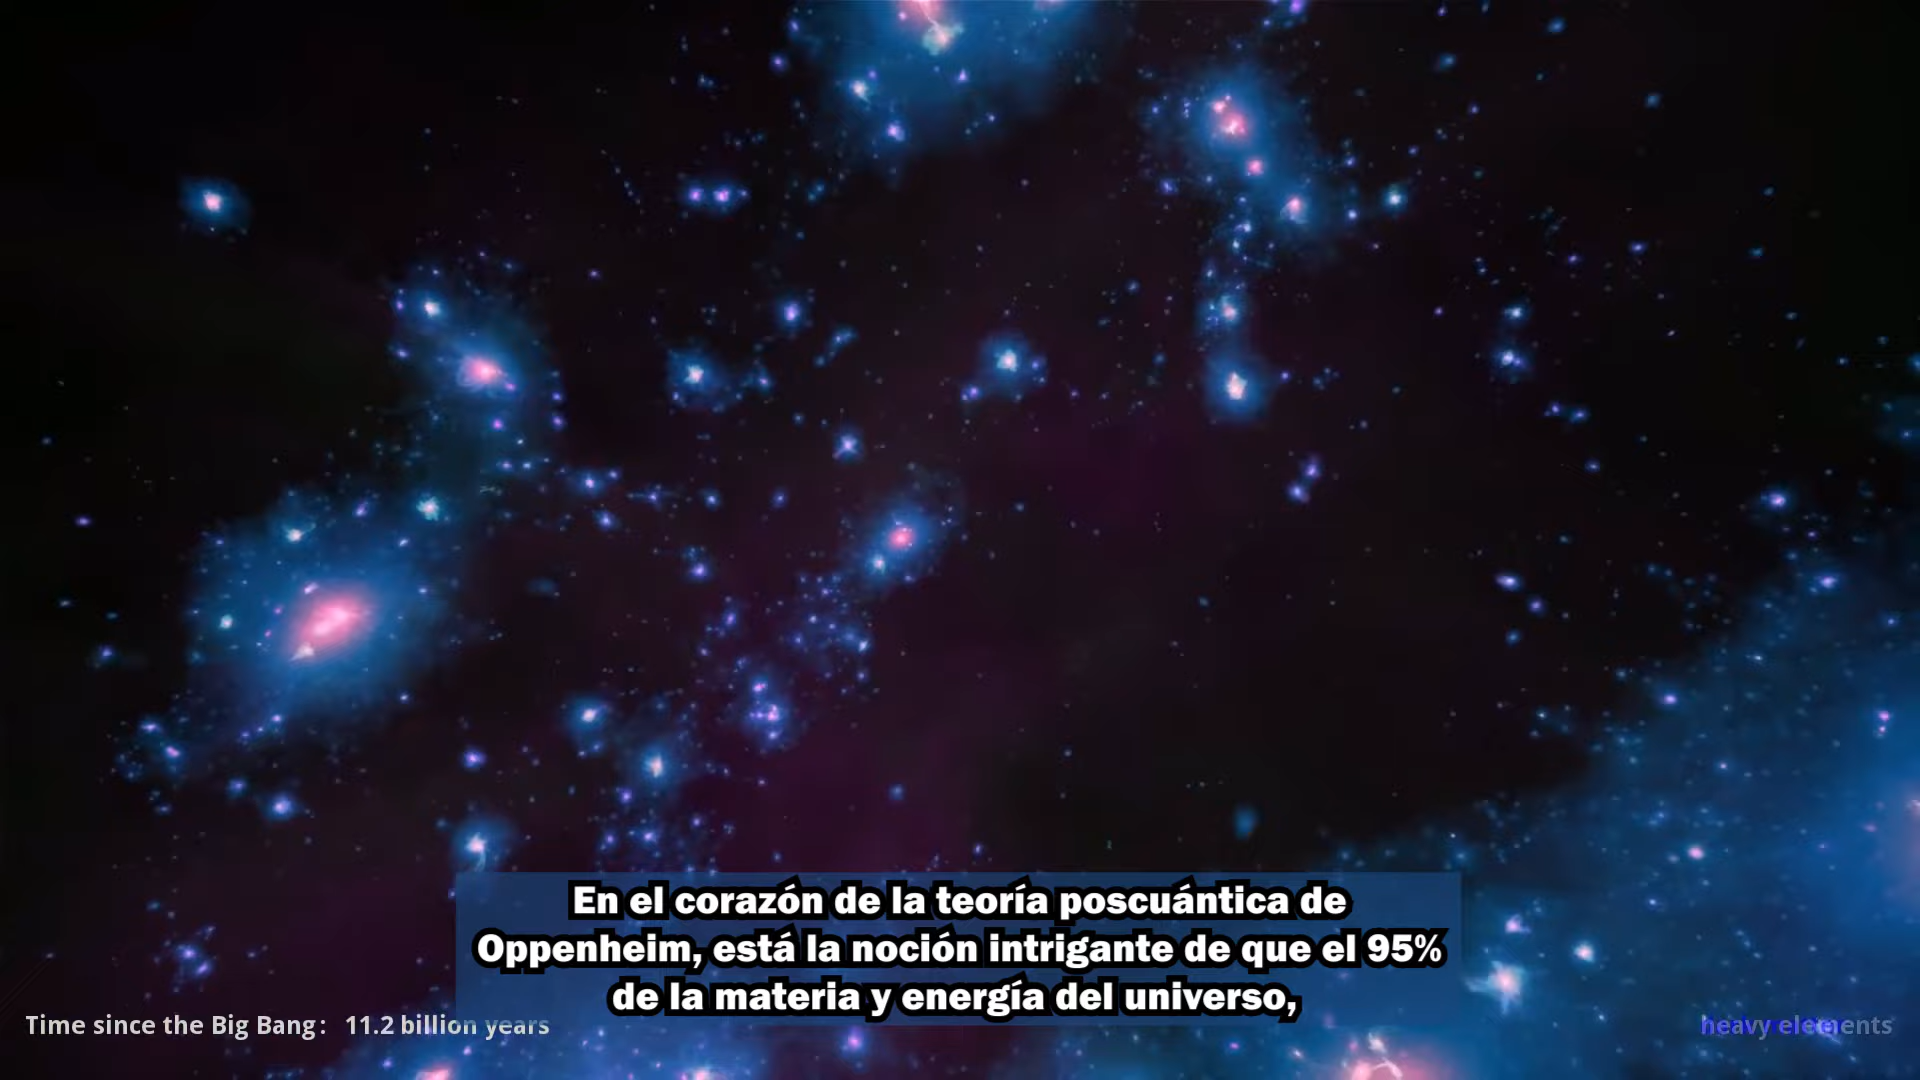 En el corazón de la teoría poscuántica de
Oppenheim, está la noción intrigante de que el 95%
de la materia y energía del universo,
Time since the Big Bang: 11.2 billion years
heavy elements